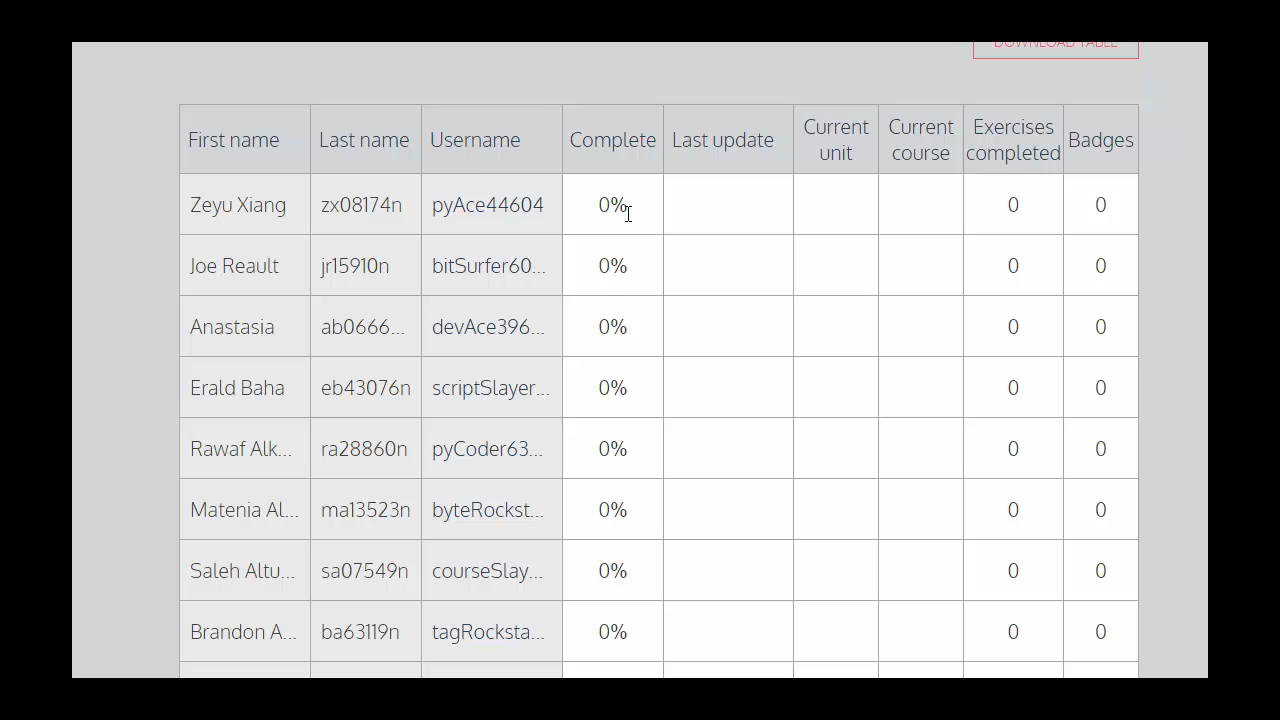 DOWNLOAD TABLE
First name Last name Username Complete Last update Current unit Current course Exercises completed Badges
Zeyu Xiang zx08174n pyAce44604 0% 0 0
Joe Reault jr15910n bitSurfer60... 0% 0 0
Anastasia ab0666... devAce396... 0% 0 0
Erald Baha eb43076n scriptSlayer... 0% 0 0
Rawaf Alk... ra28860n pyCoder63... 0% 0 0
Matenia Al... ma13523n byteRockst... 0% 0 0
Saleh Altu... sa07549n courseSlay... 0% 0 0
Brandon A... ba63119n tagRocksta... 0% 0 0